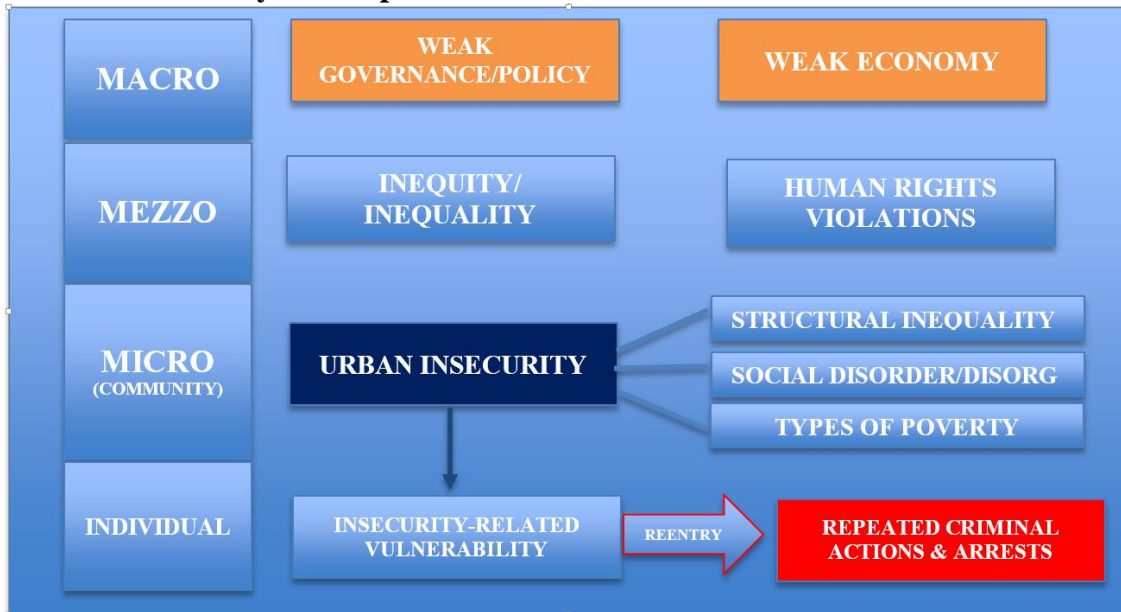 MACRO
WEAK
GOVERNANCE/POLICY
WEAK ECONOMY
MEZZO
INEQUITY/
INEQUALITY
HUMAN RIGHTS
VIOLATIONS
MICRO
(COMMUNITY)
URBAN INSECURITY
STRUCTURAL INEQUALITY
SOCIAL DISORDER/DISORG
TYPES OF POVERTY
INDIVIDUAL
INSECURITY-RELATED
VULNERABILITY
REENTRY
REPEATED CRIMINAL
ACTIONS & ARRESTS